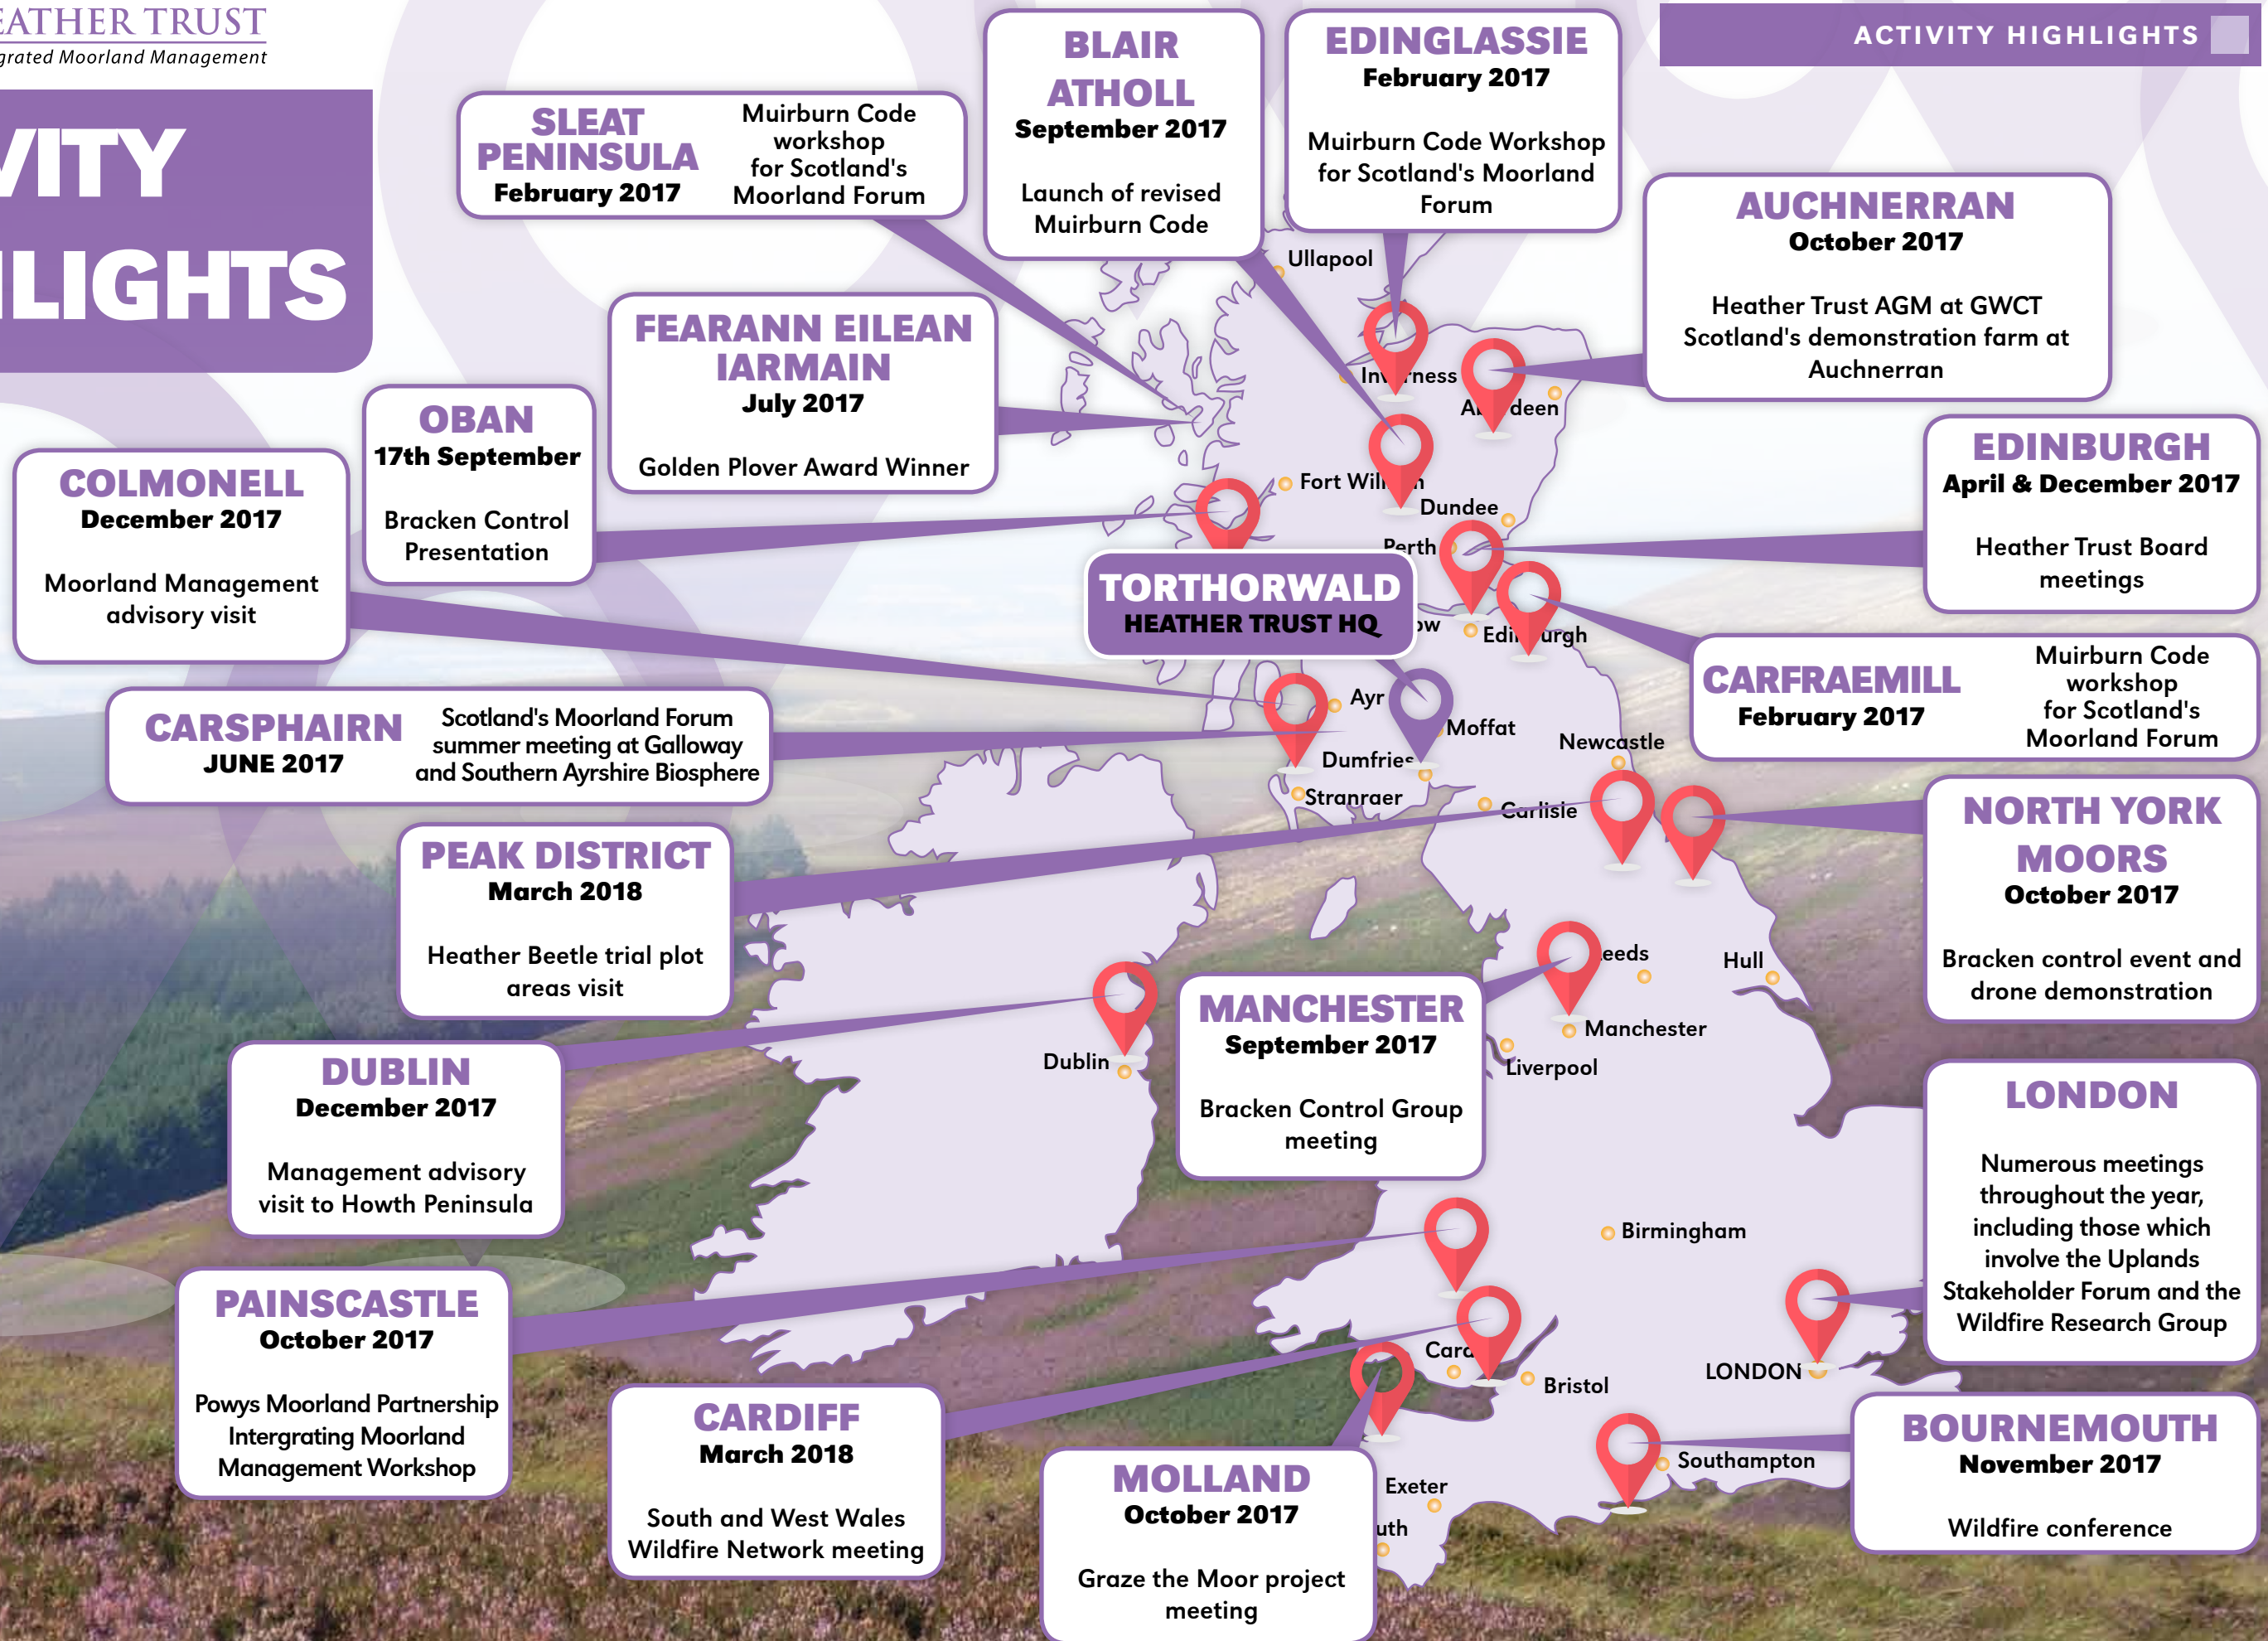 EATHER TRUST
grated Moorland Management
ACTIVITY HIGHLIGHTS
VITY
LIGHTS
SLEAT
PENINSULA
February 2017
Muirburn Code
workshop
for Scotland's
Moorland Forum
BLAIR
ATHOLL
September 2017
Launch of revised
Muirburn Code
EDINGLASSIE
February 2017
Muirburn Code Workshop
for Scotland's Moorland
Forum
AUCHNERRAN
October 2017
Heather Trust AGM at GWCT
Scotland's demonstration farm at
Auchnerran
FEARANN EILEAN
IARMAIN
July 2017
Golden Plover Award Winner
OBAN
17th September
Bracken Control
Presentation
COLMONELL
December 2017
Moorland Management
advisory visit
EDINBURGH
April & December 2017
Heather Trust Board
meetings
TORTHORWALD
HEATHER TRUST HQ
CARFRAEMILL
February 2017
Muirburn Code
workshop
for Scotland's
Moorland Forum
CARSPHAIRN
JUNE 2017
Scotland's Moorland Forum
summer meeting at Galloway
and Southern Ayrshire Biosphere
PEAK DISTRICT
March 2018
Heather Beetle trial plot
areas visit
NORTH YORK
MOORS
October 2017
Bracken control event and
drone demonstration
MANCHESTER
September 2017
Bracken Control Group
meeting
DUBLIN
December 2017
Management advisory
visit to Howth Peninsula
LONDON
Numerous meetings
throughout the year,
including those which
involve the Uplands
Stakeholder Forum and the
Wildfire Research Group
PAINSCASTLE
October 2017
Powys Moorland Partnership
Intergrating Moorland
Management Workshop
CARDIFF
March 2018
South and West Wales
Wildfire Network meeting
MOLLAND
October 2017
Graze the Moor project
meeting
BOURNEMOUTH
November 2017
Wildfire conference
Ullapool
Inverness
Aberdeen
Fort William
Dundee
Perth
ow
Edinburgh
Ayr
Moffat
Newcastle
Dumfries
Stranraer
Carlisle
Leeds
Hull
Manchester
Liverpool
Dublin
Birmingham
Card
Bristol
LONDON
Southampton
Exeter
uth